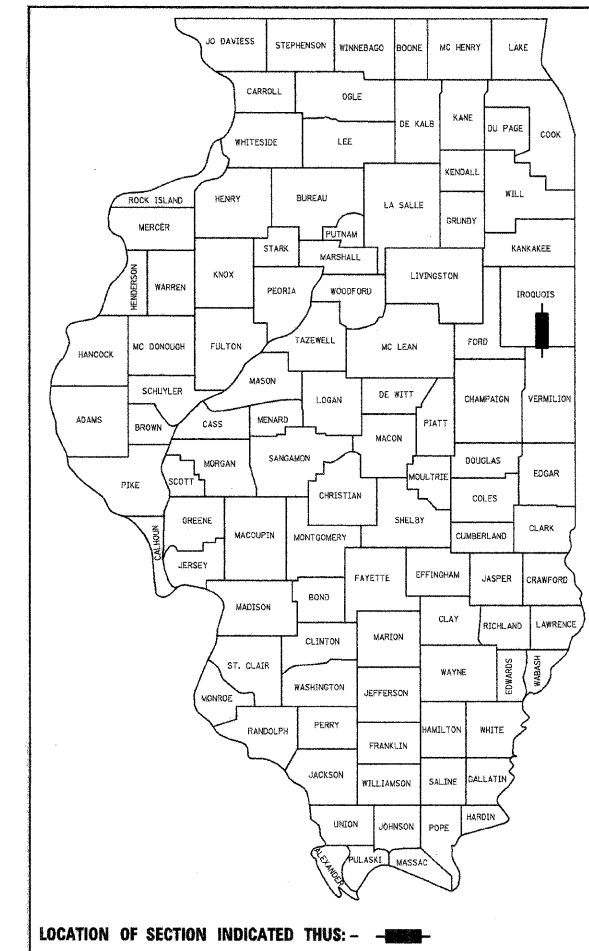 JO DAVIESS STEPHENSON WINNEBAGO BOONE MC HENRY LAKE
CARROLL OGLE DE KALB KANE DU PAGE COOK
WHITESIDE LEE
KENDALL WILL
ROCK ISLAND HENRY BUREAU LA SALLE GRUNDY
MERCER PUTNAM
STARK MARSHALL KANKAKEE
HENDERSON WARREN KNOX PEORIA WOODFORD LIVINGSTON IROQUOIS
HANCOCK MC DONOUGH FULTON TAZEWELL MC LEAN FORD
SCHUYLER MASON LOGAN DE WITT CHAMPAIGN VERMILION
ADAMS BROWN CASS MENARD MACON PIATT
MORGAN SANGAMON MOULTRIE DOUGLAS EDGAR
PIKE SCOTT CHRISTIAN COLES
CALHOUN GREENE MACOUPIN MONTGOMERY SHELBY CUMBERLAND CLARK
JERSEY FAYETTE EFFINGHAM JASPER CRAWFORD
MADISON BOND
CLINTON MARION CLAY RICHLAND LAWRENCE
ST. CLAIR WASHINGTON WAYNE EDWARDS WABASH
MONROE JEFFERSON
RANDOLPH PERRY HAMILTON WHITE
FRANKLIN
JACKSON WILLIAMSON SALINE DALLATIN
UNION JOHNSON POPE HARDIN
ALEXANDER PULASKI MASSAC
LOCATION OF SECTION INDICATED THUS: -